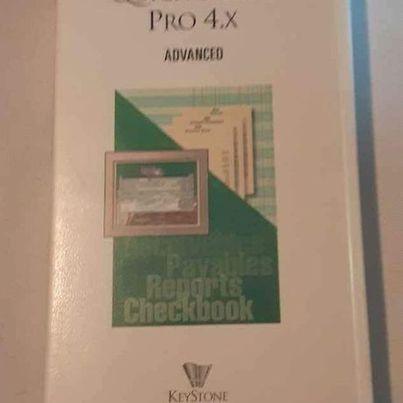 PRO 4.X
ADVANCED
Payables
Reports
Checkbook
KEYSTONE